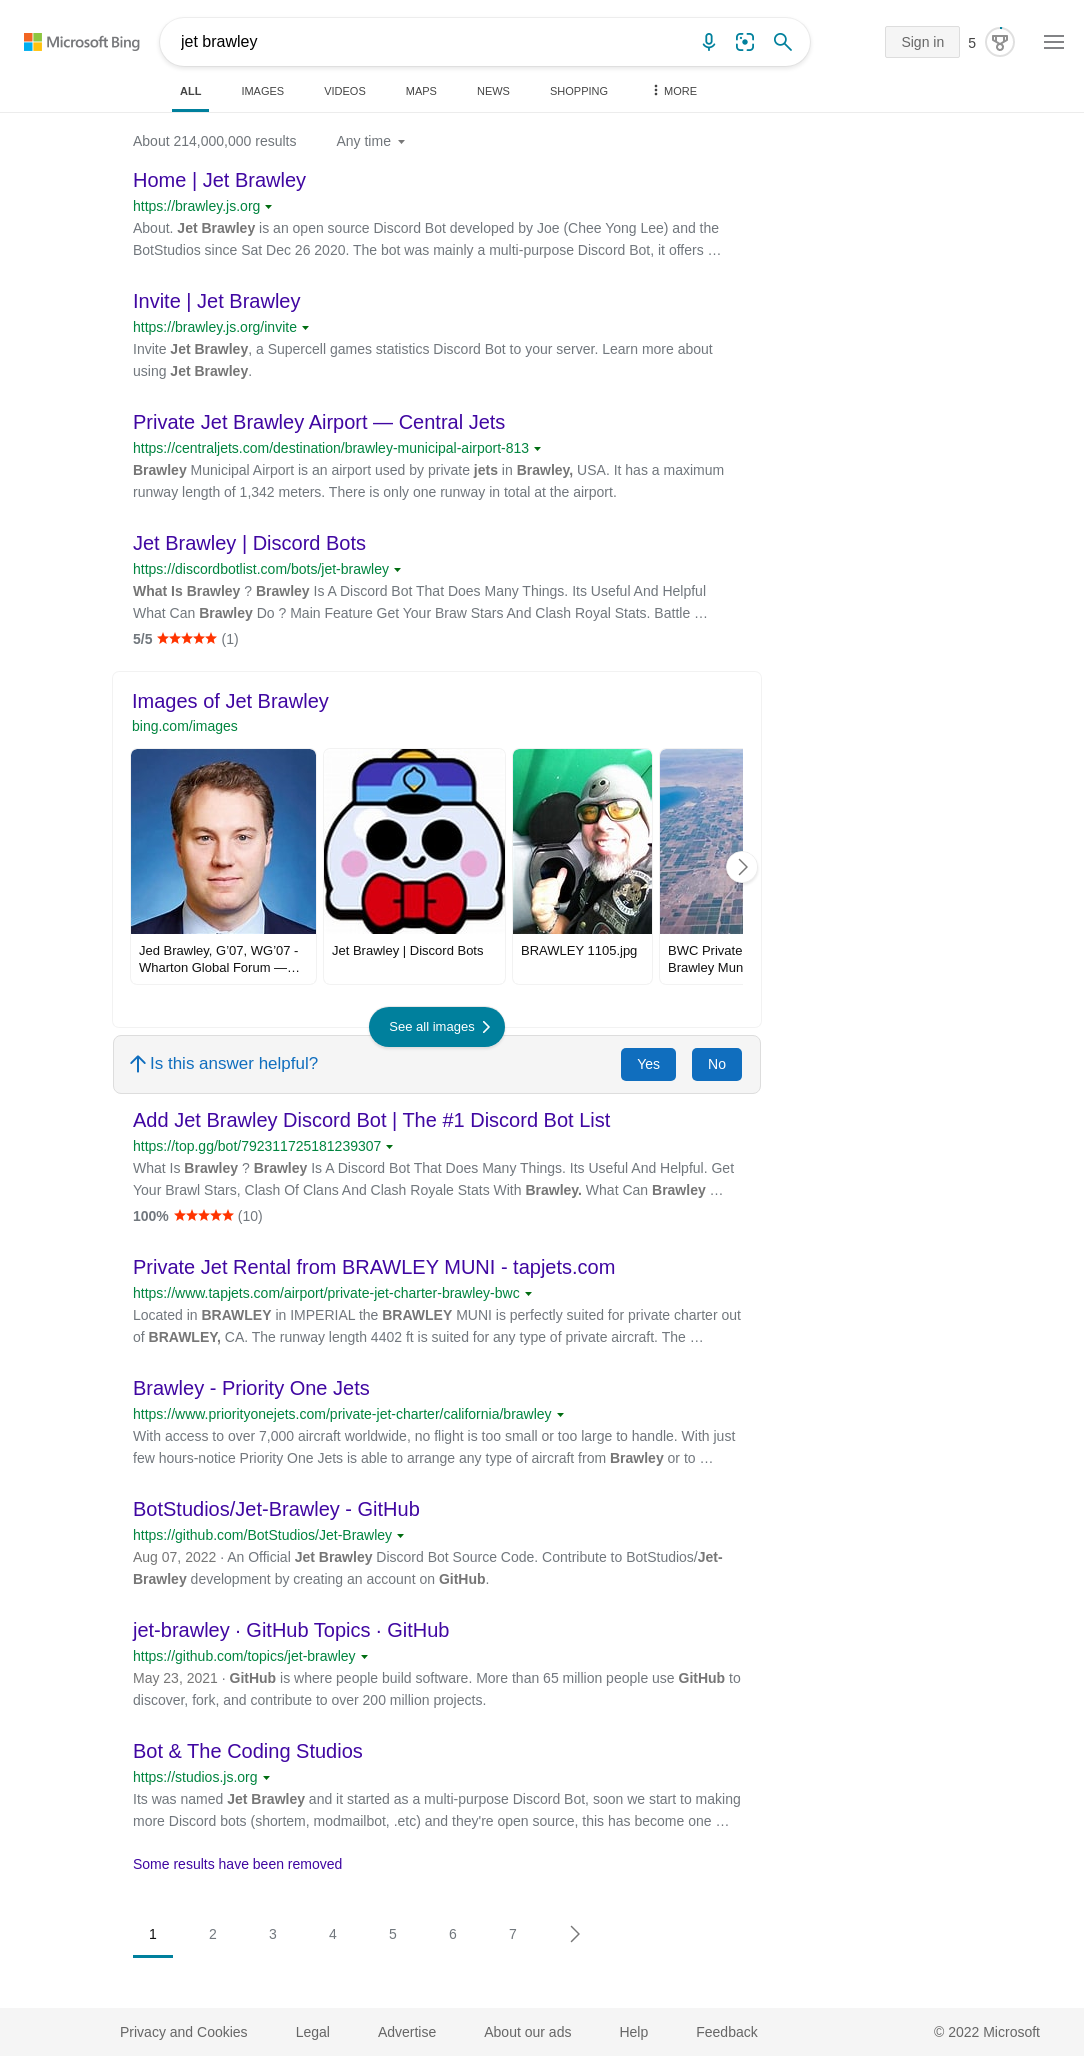 Microsoft Bing
jet brawley
Sign in
5
ALL
IMAGES
VIDEOS
MAPS
NEWS
SHOPPING
MORE
About 214,000,000 results
Any time
Home | Jet Brawley
https://brawley.js.org
About. Jet Brawley is an open source Discord Bot developed by Joe (Chee Yong Lee) and the
BotStudios since Sat Dec 26 2020. The bot was mainly a multi-purpose Discord Bot, it offers …
Invite | Jet Brawley
https://brawley.js.org/invite
Invite Jet Brawley, a Supercell games statistics Discord Bot to your server. Learn more about
using Jet Brawley.
Private Jet Brawley Airport — Central Jets
https://centraljets.com/destination/brawley-municipal-airport-813
Brawley Municipal Airport is an airport used by private jets in Brawley, USA. It has a maximum
runway length of 1,342 meters. There is only one runway in total at the airport.
Jet Brawley | Discord Bots
https://discordbotlist.com/bots/jet-brawley
What Is Brawley ? Brawley Is A Discord Bot That Does Many Things. Its Useful And Helpful
What Can Brawley Do ? Main Feature Get Your Braw Stars And Clash Royal Stats. Battle …
5/5 ★★★★★ (1)
Images of Jet Brawley
bing.com/images
Jed Brawley, G’07, WG’07 -
Wharton Global Forum —…
Jet Brawley | Discord Bots
BRAWLEY 1105.jpg
BWC Private
Brawley Mun
See all images
Is this answer helpful?
Yes
No
Add Jet Brawley Discord Bot | The #1 Discord Bot List
https://top.gg/bot/792311725181239307
What Is Brawley ? Brawley Is A Discord Bot That Does Many Things. Its Useful And Helpful. Get
Your Brawl Stars, Clash Of Clans And Clash Royale Stats With Brawley. What Can Brawley …
100% ★★★★★ (10)
Private Jet Rental from BRAWLEY MUNI - tapjets.com
https://www.tapjets.com/airport/private-jet-charter-brawley-bwc
Located in BRAWLEY in IMPERIAL the BRAWLEY MUNI is perfectly suited for private charter out
of BRAWLEY, CA. The runway length 4402 ft is suited for any type of private aircraft. The …
Brawley - Priority One Jets
https://www.priorityonejets.com/private-jet-charter/california/brawley
With access to over 7,000 aircraft worldwide, no flight is too small or too large to handle. With just
few hours-notice Priority One Jets is able to arrange any type of aircraft from Brawley or to …
BotStudios/Jet-Brawley - GitHub
https://github.com/BotStudios/Jet-Brawley
Aug 07, 2022 · An Official Jet Brawley Discord Bot Source Code. Contribute to BotStudios/Jet-
Brawley development by creating an account on GitHub.
jet-brawley · GitHub Topics · GitHub
https://github.com/topics/jet-brawley
May 23, 2021 · GitHub is where people build software. More than 65 million people use GitHub to
discover, fork, and contribute to over 200 million projects.
Bot & The Coding Studios
https://studios.js.org
Its was named Jet Brawley and it started as a multi-purpose Discord Bot, soon we start to making
more Discord bots (shortem, modmailbot, .etc) and they're open source, this has become one …
Some results have been removed
1
2
3
4
5
6
7
Privacy and Cookies
Legal
Advertise
About our ads
Help
Feedback
© 2022 Microsoft